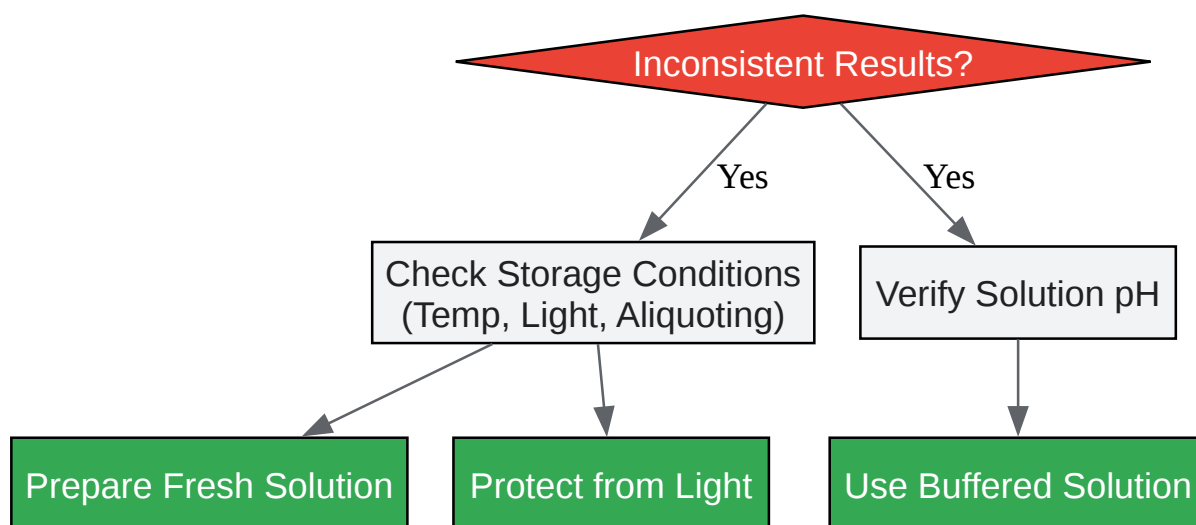 Inconsistent Results?
Yes
Yes
Check Storage Conditions
(Temp, Light, Aliquoting)
Verify Solution pH
Prepare Fresh Solution
Protect from Light
Use Buffered Solution